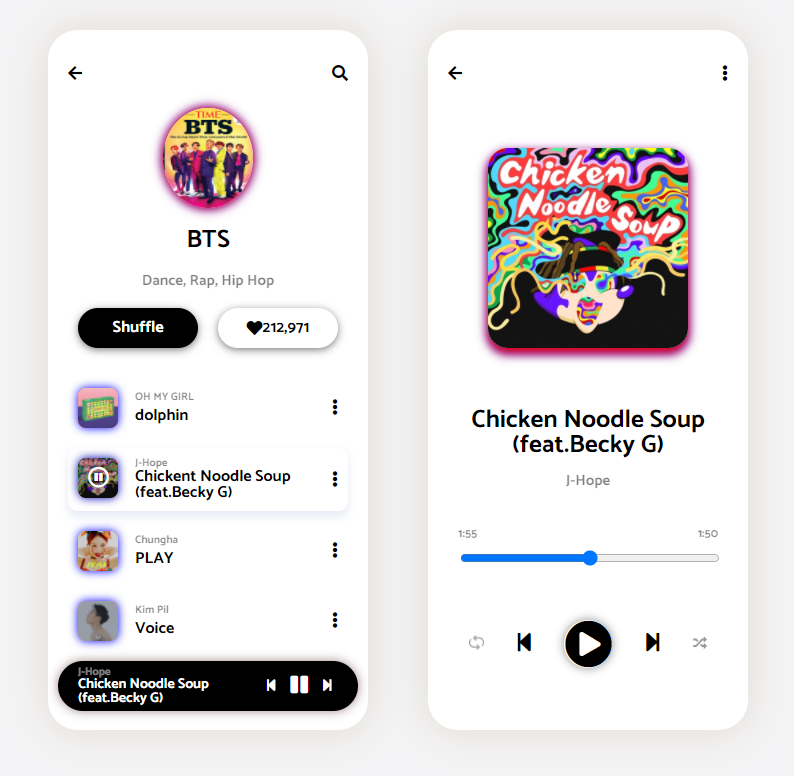 TIME
BTS
BTS
Dance, Rap, Hip Hop
Shuffle
212,971
OH MY GIRL
dolphin
J-Hope
Chickent Noodle Soup
(feat.Becky G)
Chungha
PLAY
Kim Pil
Voice
J-Hope
Chicken Noodle Soup
(feat.Becky G)
Chicken
Noodle
Soup
Chicken Noodle Soup
(feat.Becky G)
J-Hope
1:55 1:50